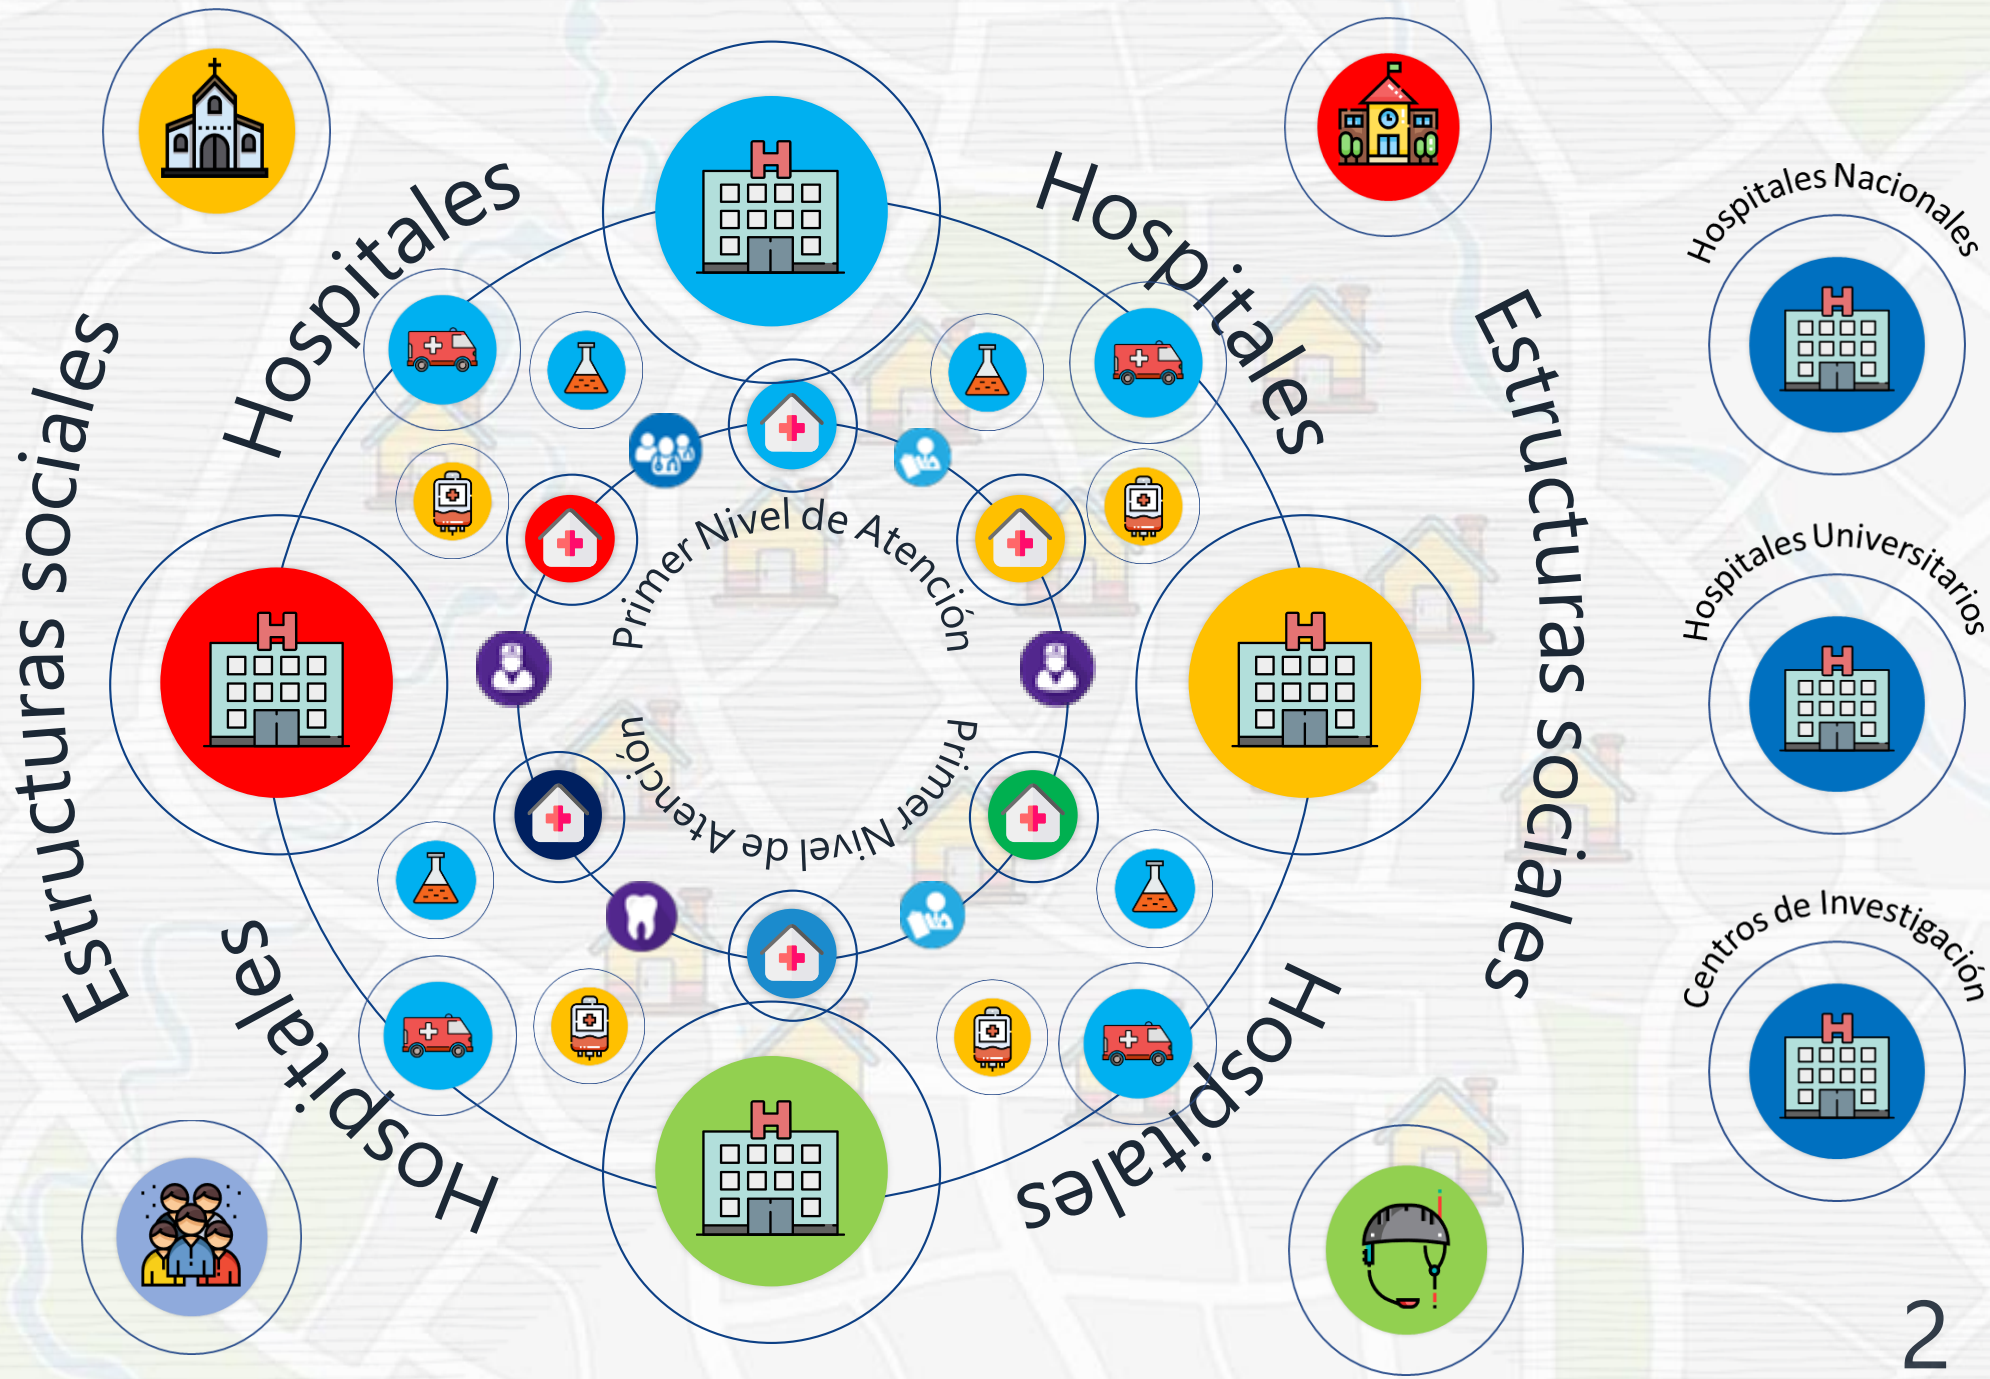 Hospitales
Hospitales
Hospitales Nacionales
Estructuras sociales
Estructuras sociales
Primer Nivel de Atención
Hospitales Universitarios
Primer Nivel de Atención
Centros de Investigación
Hospitales
Hospitales
2